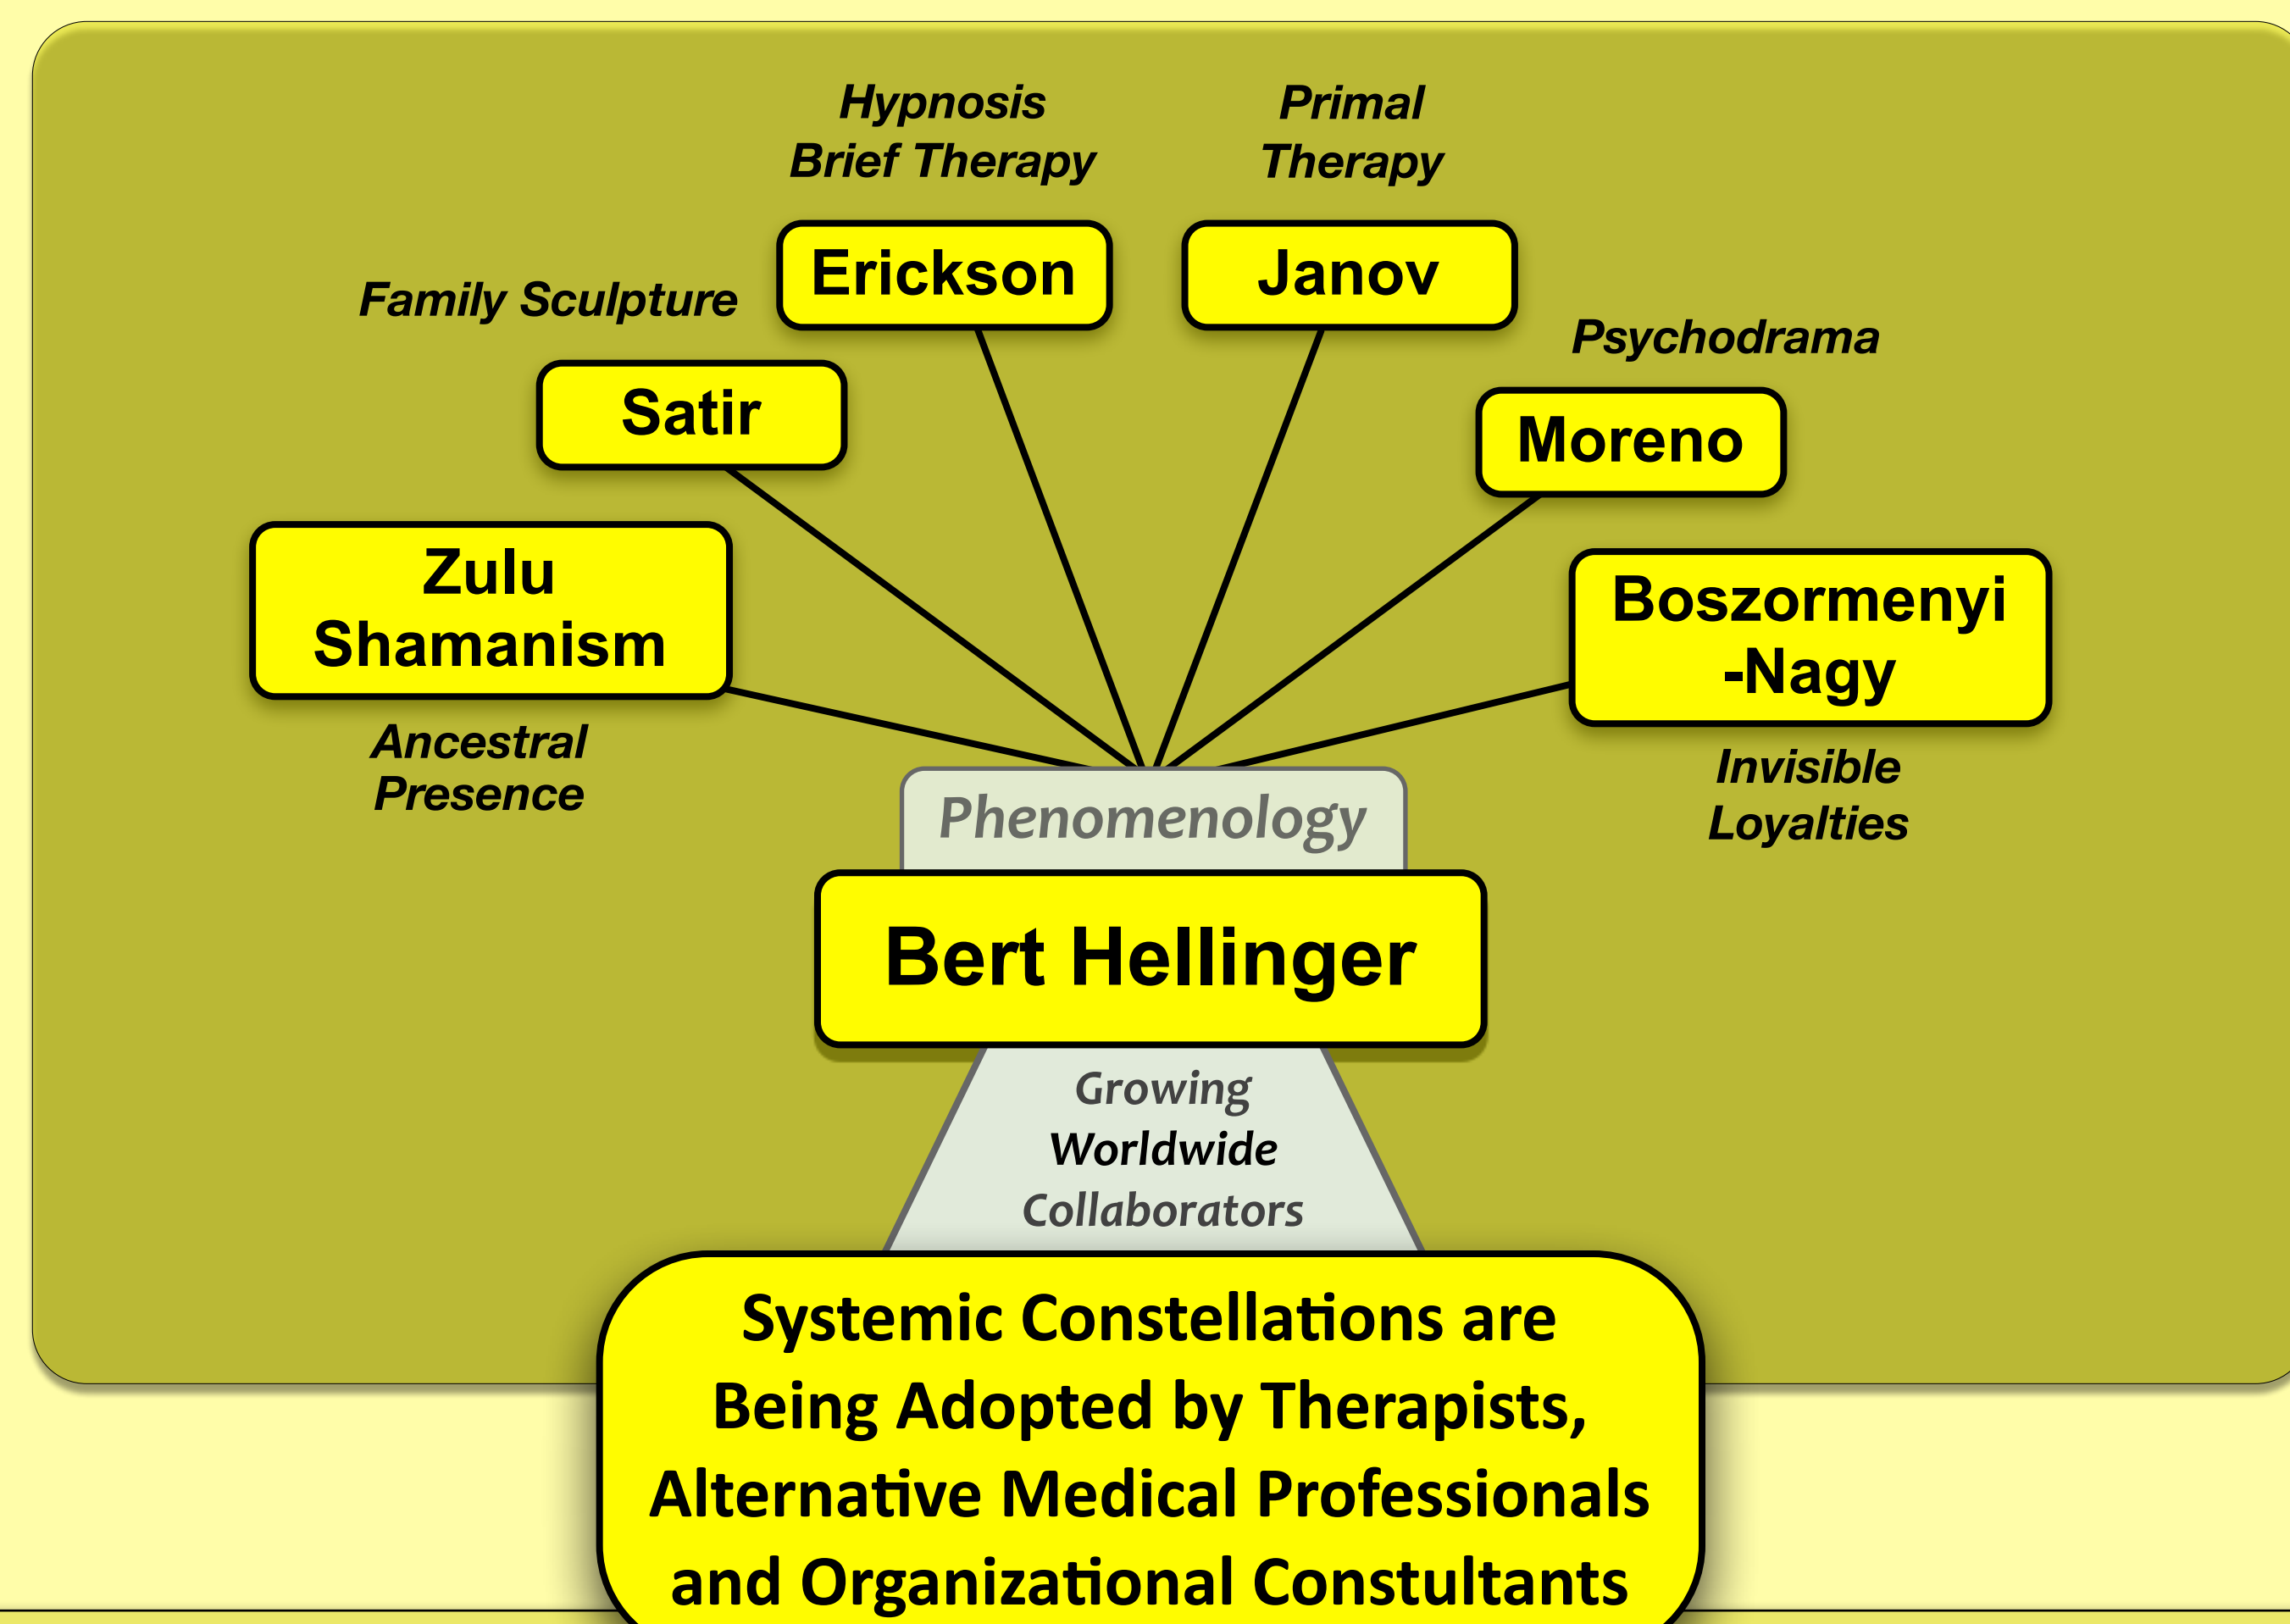 Hypnosis
Brief Therapy
Primal
Therapy
Erickson
Janov
Family Sculpture
Psychodrama
Satir
Moreno
Zulu
Shamanism
Boszormenyi
-Nagy
Ancestral
Presence
Invisible
Loyalties
Phenomenology
Bert Hellinger
Growing
Worldwide
Collaborators
Systemic Constellations are
Being Adopted by Therapists,
Alternative Medical Professionals
and Organizational Constultants